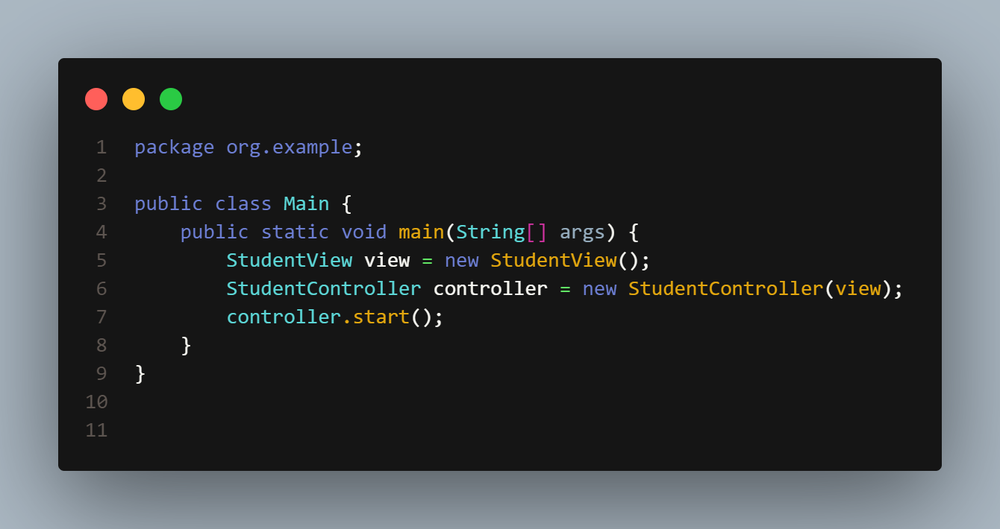 1 package org.example;
2
3 public class Main {
4     public static void main(String[] args) {
5         StudentView view = new StudentView();
6         StudentController controller = new StudentController(view);
7         controller.start();
8     }
9 }
10
11